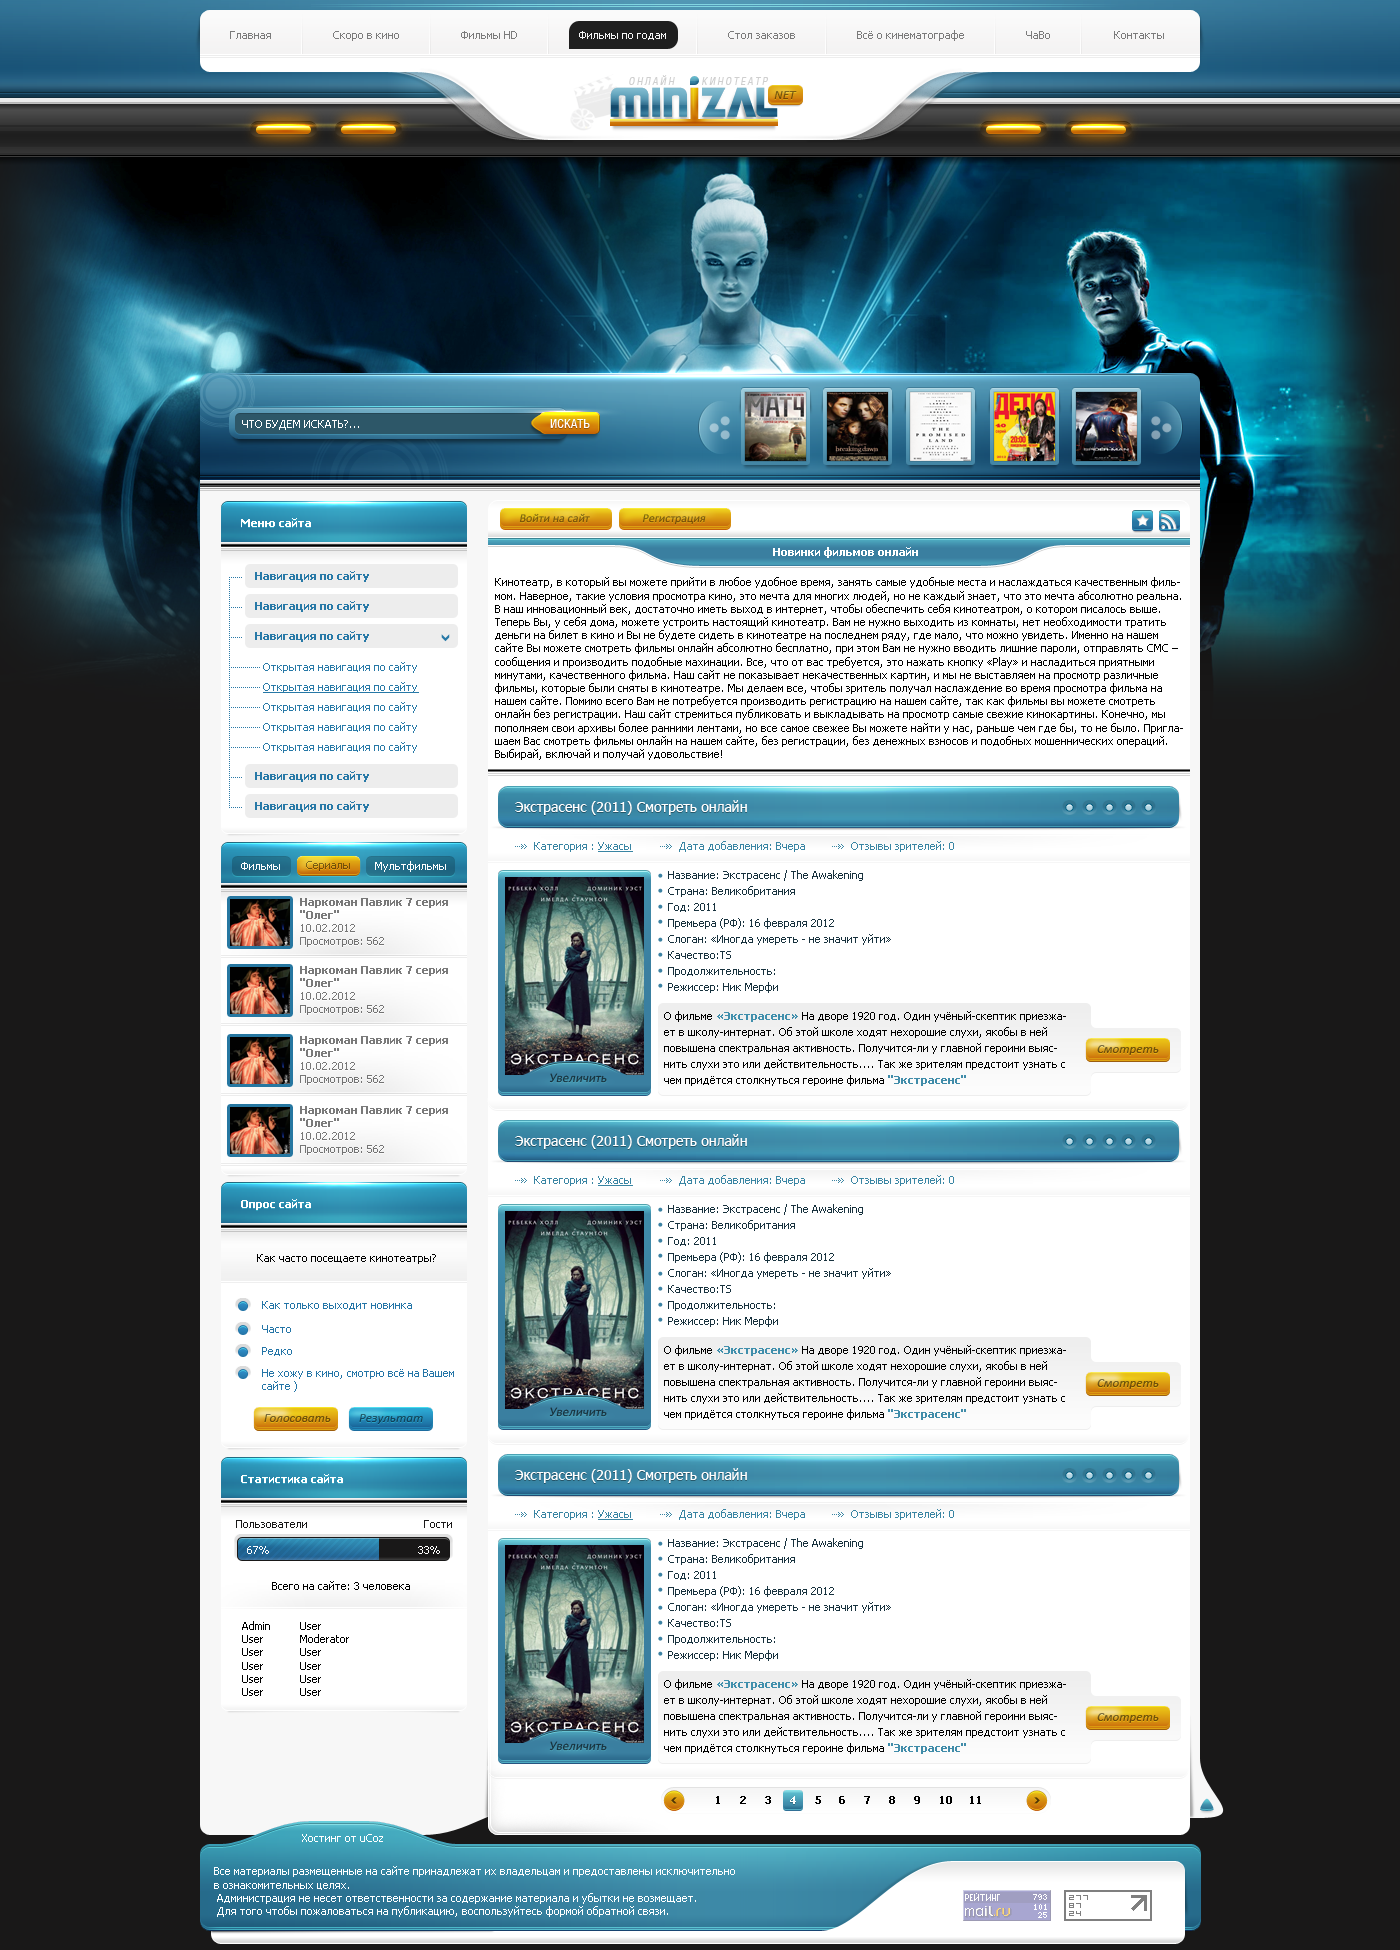 Главная
Скоро в кино
Фильмы HD
Фильмы по годам
Стол заказов
Всё о кинематографе
ЧаВо
Контакты
ОНЛАЙН КИНОТЕАТР
minizal NET
ЧТО БУДЕМ ИСКАТЬ?...
ИСКАТЬ
МАТЧ
breaking dawn
THE PROMISED LAND
ДЕТКА
SPIDER-MAN
Меню сайта
Навигация по сайту
Навигация по сайту
Навигация по сайту
Открытая навигация по сайту
Открытая навигация по сайту
Открытая навигация по сайту
Открытая навигация по сайту
Открытая навигация по сайту
Навигация по сайту
Навигация по сайту
Фильмы
Сериалы
Мультфильмы
Наркоман Павлик 7 серия
"Олег"
10.02.2012
Просмотров: 562
Наркоман Павлик 7 серия
"Олег"
10.02.2012
Просмотров: 562
Наркоман Павлик 7 серия
"Олег"
10.02.2012
Просмотров: 562
Наркоман Павлик 7 серия
"Олег"
10.02.2012
Просмотров: 562
Опрос сайта
Как часто посещаете кинотеатры?
Как только выходит новинка
Часто
Редко
Не хожу в кино, смотрю всё на Вашем
сайте )
Голосовать
Результат
Статистика сайта
Пользователи Гости
67% 33%
Всего на сайте: 3 человека
Admin User
User Moderator
User User
User User
User User
User User
Войти на сайт
Регистрация
Новинки фильмов онлайн
Кинотеатр, в который вы можете прийти в любое удобное время, занять самые удобные места и наслаждаться качественным филь-
мом. Наверное, такие условия просмотра кино, это мечта для многих людей, но не каждый знает, что это мечта абсолютно реальна.
В наш инновационный век, достаточно иметь выход в интернет, чтобы обеспечить себя кинотеатром, о котором писалось выше.
Теперь Вы, у себя дома, можете устроить настоящий кинотеатр. Вам не нужно выходить из комнаты, нет необходимости тратить
деньги на билет в кино и Вы не будете сидеть в кинотеатре на последнем ряду, где мало, что можно увидеть. Именно на нашем
сайте Вы можете смотреть фильмы онлайн абсолютно бесплатно, при этом Вам не нужно вводить лишние пароли, отправлять СМС –
сообщения и производить подобные махинации. Все, что от вас требуется, это нажать кнопку «Play» и насладиться приятными
минутами, качественного фильма. Наш сайт не показывает некачественных картин, и мы не выставляем на просмотр различные
фильмы, которые были сняты в кинотеатре. Мы делаем все, чтобы зритель получал наслаждение во время просмотра фильма на
нашем сайте. Помимо всего Вам не потребуется производить регистрацию на нашем сайте, так как фильмы вы можете смотреть
онлайн без регистрации. Наш сайт стремиться публиковать и выкладывать на просмотр самые свежие кинокартины. Конечно, мы
пополняем свои архивы более ранними лентами, но все самое свежее Вы можете найти у нас, раньше чем где бы, то не было. Пригла-
шаем Вас смотреть фильмы онлайн на нашем сайте, без регистрации, без денежных взносов и подобных мошеннических операций.
Выбирай, включай и получай удовольствие!
Экстрасенс (2011) Смотреть онлайн
Категория : Ужасы Дата добавления: Вчера Отзывы зрителей: 0
РЕБЕККА ХОЛЛ ДОМИНИК УЭСТ
ИМЕЛДА СТАУНТОН
ЭКСТРАСЕНС
Увеличить
Название: Экстрасенс / The Awakening
Страна: Великобритания
Год: 2011
Премьера (РФ): 16 февраля 2012
Слоган: «Иногда умереть - не значит уйти»
Качество:TS
Продолжительность:
Режиссер: Ник Мерфи
О фильме «Экстрасенс» На дворе 1920 год. Один учёный-скептик приезжа-
ет в школу-интернат. Об этой школе ходят нехорошие слухи, якобы в ней
повышена спектральная активность. Получится-ли у главной героини выяс-
нить слухи это или действительность.... Так же зрителям предстоит узнать с
чем придётся столкнуться героине фильма "Экстрасенс"
Смотреть
Экстрасенс (2011) Смотреть онлайн
Категория : Ужасы Дата добавления: Вчера Отзывы зрителей: 0
РЕБЕККА ХОЛЛ ДОМИНИК УЭСТ
ИМЕЛДА СТАУНТОН
ЭКСТРАСЕНС
Увеличить
Название: Экстрасенс / The Awakening
Страна: Великобритания
Год: 2011
Премьера (РФ): 16 февраля 2012
Слоган: «Иногда умереть - не значит уйти»
Качество:TS
Продолжительность:
Режиссер: Ник Мерфи
О фильме «Экстрасенс» На дворе 1920 год. Один учёный-скептик приезжа-
ет в школу-интернат. Об этой школе ходят нехорошие слухи, якобы в ней
повышена спектральная активность. Получится-ли у главной героини выяс-
нить слухи это или действительность.... Так же зрителям предстоит узнать с
чем придётся столкнуться героине фильма "Экстрасенс"
Смотреть
Экстрасенс (2011) Смотреть онлайн
Категория : Ужасы Дата добавления: Вчера Отзывы зрителей: 0
РЕБЕККА ХОЛЛ ДОМИНИК УЭСТ
ИМЕЛДА СТАУНТОН
ЭКСТРАСЕНС
Увеличить
Название: Экстрасенс / The Awakening
Страна: Великобритания
Год: 2011
Премьера (РФ): 16 февраля 2012
Слоган: «Иногда умереть - не значит уйти»
Качество:TS
Продолжительность:
Режиссер: Ник Мерфи
О фильме «Экстрасенс» На дворе 1920 год. Один учёный-скептик приезжа-
ет в школу-интернат. Об этой школе ходят нехорошие слухи, якобы в ней
повышена спектральная активность. Получится-ли у главной героини выяс-
нить слухи это или действительность.... Так же зрителям предстоит узнать с
чем придётся столкнуться героине фильма "Экстрасенс"
Смотреть
1 2 3 4 5 6 7 8 9 10 11
Хостинг от uCoz
Все материалы размещенные на сайте принадлежат их владельцам и предоставлены исключительно
в ознакомительных целях.
Администрация не несет ответственности за содержание материала и убытки не возмещает.
Для того чтобы пожаловаться на публикацию, воспользуйтесь формой обратной связи.
РЕЙТИНГ 793
mail.ru 101
25
277
87
24